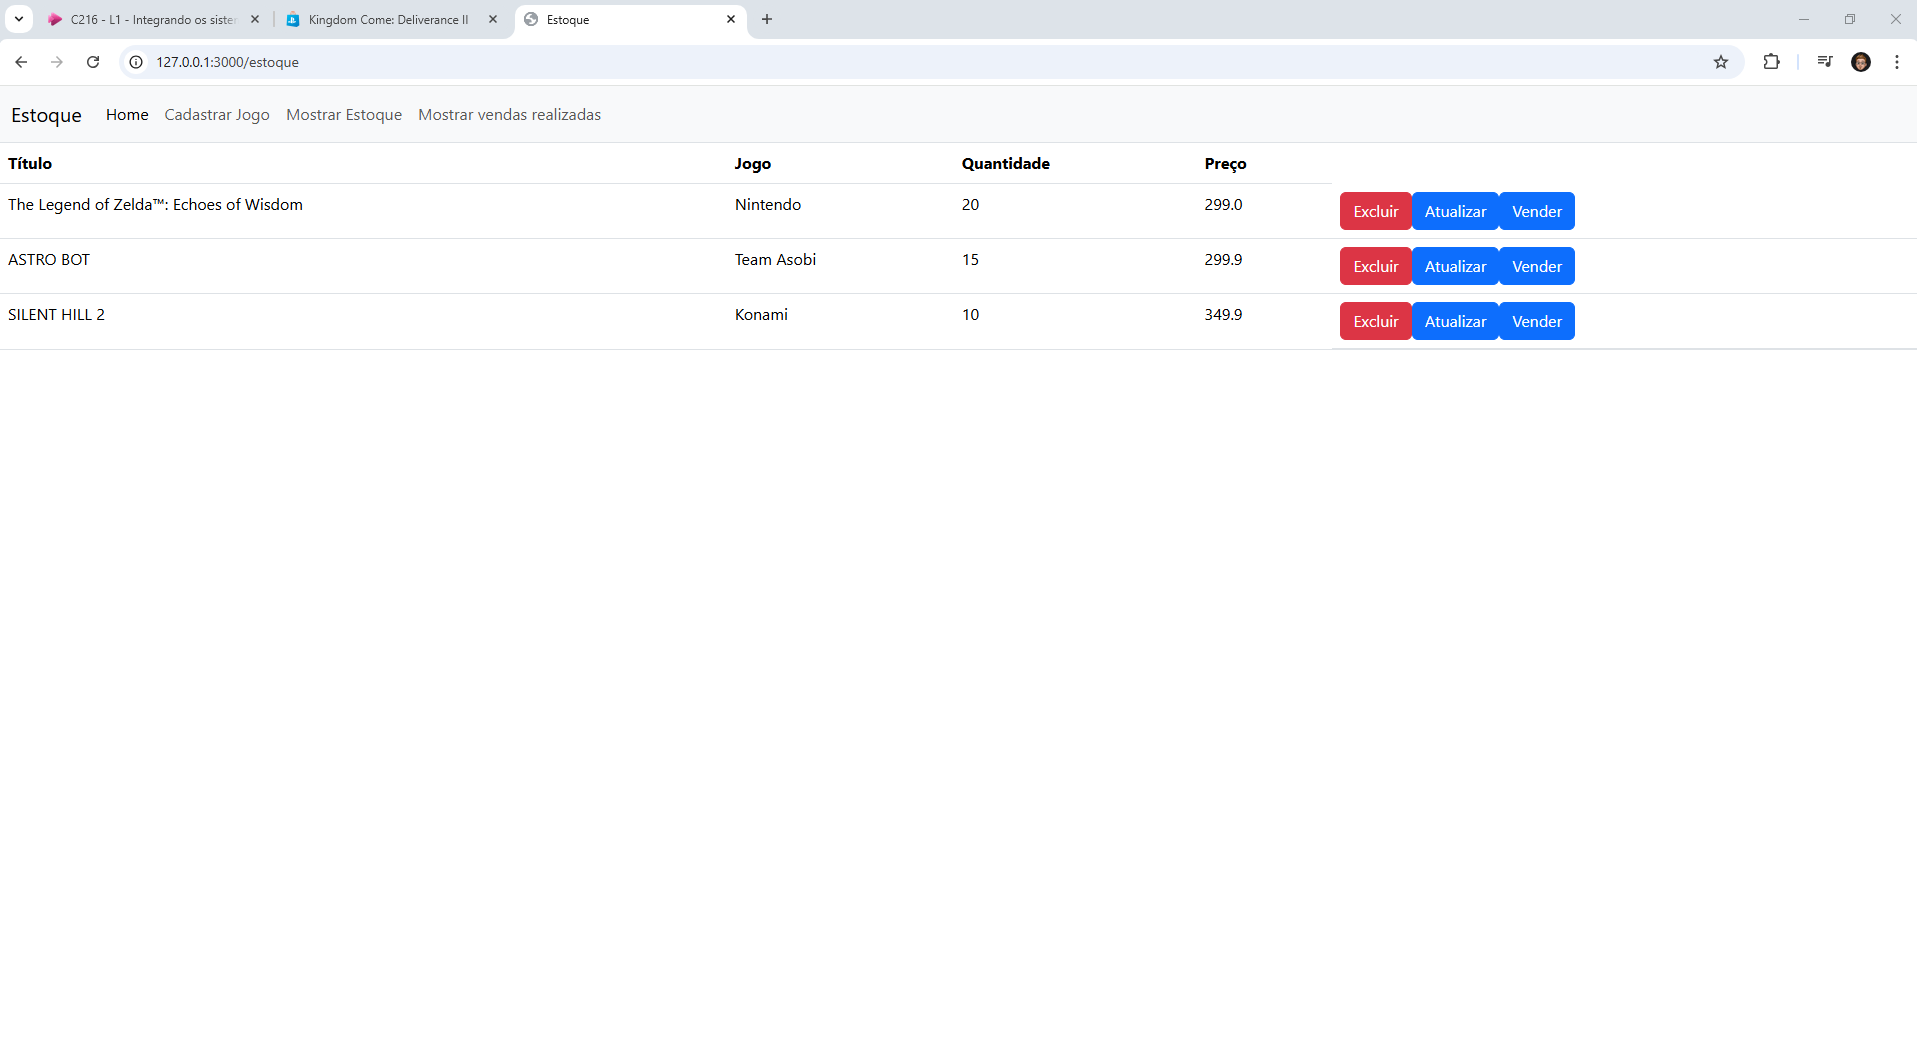 C216 - L1 - Integrando os sister
Kingdom Come: Deliverance II
Estoque
127.0.0.1:3000/estoque
Estoque Home Cadastrar Jogo Mostrar Estoque Mostrar vendas realizadas
Título Jogo Quantidade Preço
The Legend of Zelda™: Echoes of Wisdom Nintendo 20 299.0 Excluir Atualizar Vender
ASTRO BOT Team Asobi 15 299.9 Excluir Atualizar Vender
SILENT HILL 2 Konami 10 349.9 Excluir Atualizar Vender